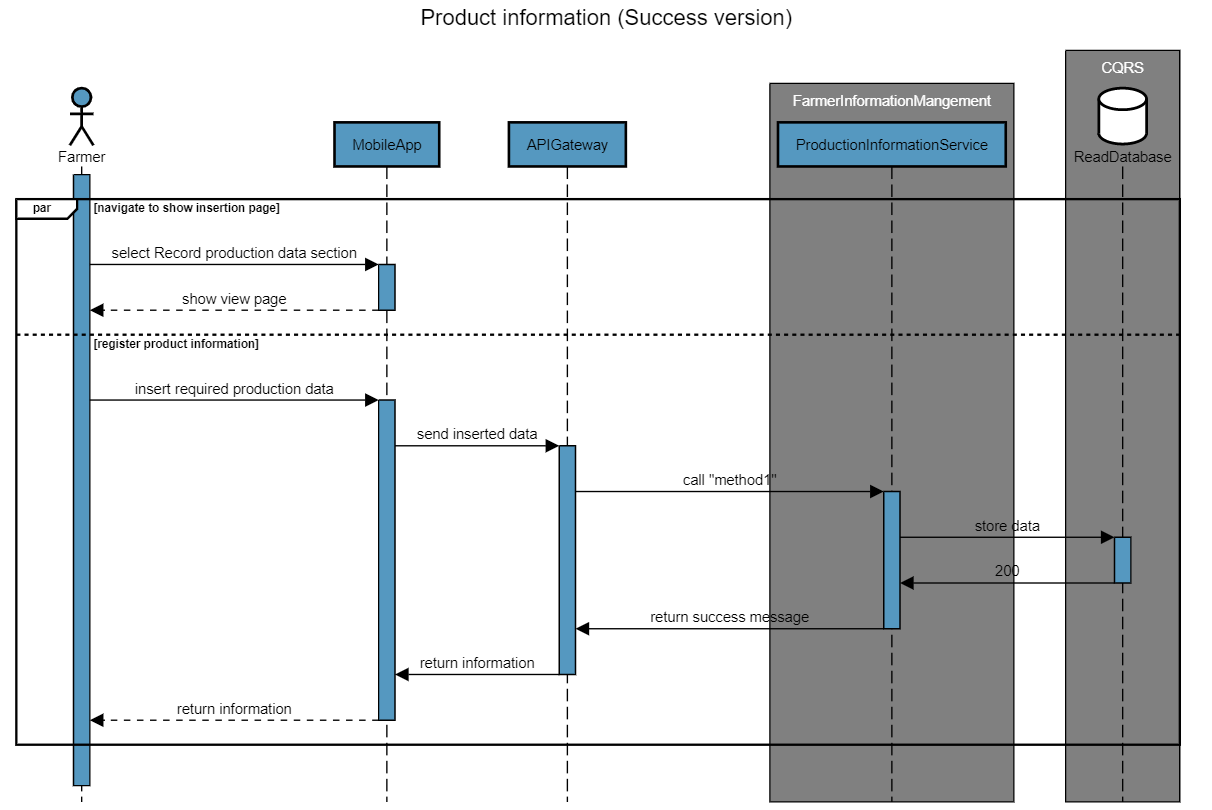 Product information (Success version)
CQRS
FarmerInformationMangement
MobileApp
APIGateway
ProductionInformationService
Farmer
ReadDatabase
par
[navigate to show insertion page]
select Record production data section
show view page
[register product information]
insert required production data
send inserted data
call "method1"
store data
200
return success message
return information
return information